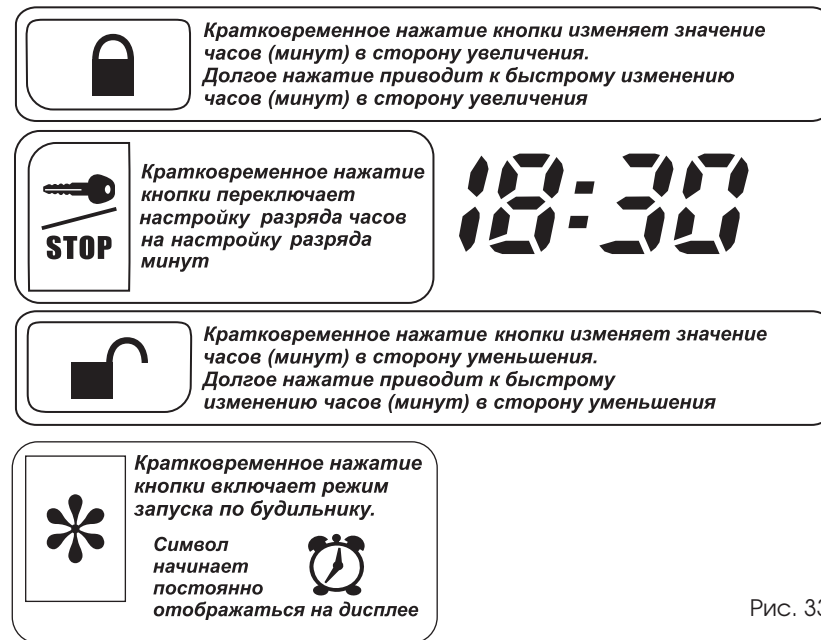 Кратковременное нажатие кнопки изменяет значение
часов (минут) в сторону увеличения.
Долгое нажатие приводит к быстрому изменению
часов (минут) в сторону увеличения
STOP
Кратковременное нажатие
кнопки переключает
настройку разряда часов
на настройку разряда
минут
18:30
Кратковременное нажатие кнопки изменяет значение
часов (минут) в сторону уменьшения.
Долгое нажатие приводит к быстрому
изменению часов (минут) в сторону уменьшения
*
Кратковременное нажатие
кнопки включает режим
запуска по будильнику.
Символ
начинает
постоянно
отображаться на дисплее
Рис. 33